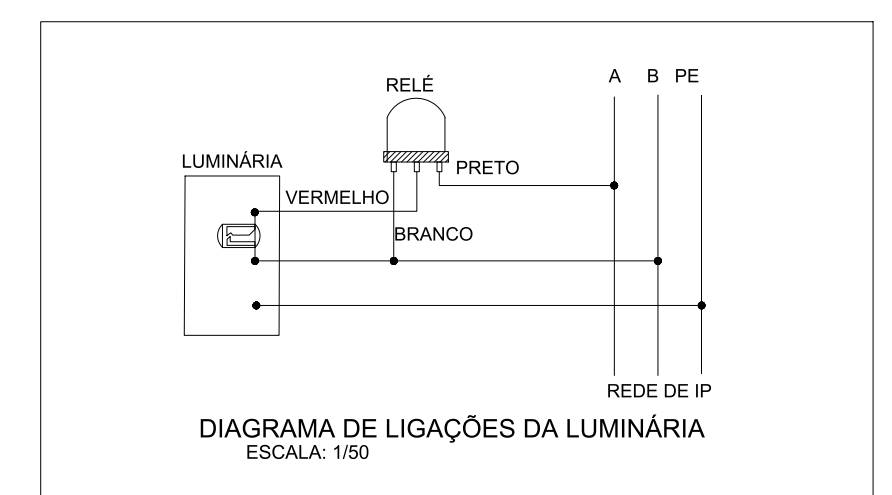 A B PE
RELÉ
LUMINÁRIA
PRETO
VERMELHO
BRANCO
REDE DE IP
DIAGRAMA DE LIGAÇÕES DA LUMINÁRIA
ESCALA: 1/50